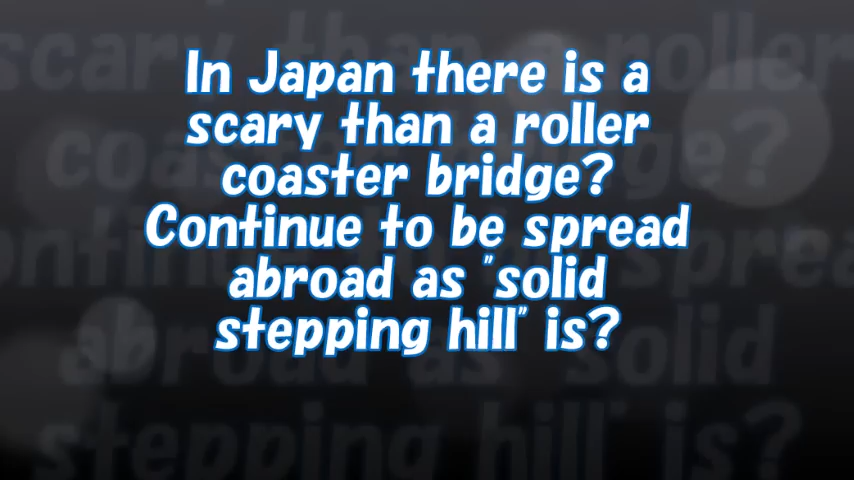 In Japan there is a
scary than a roller
coaster bridge?
Continue to be spread
abroad as "solid
stepping hill" is?